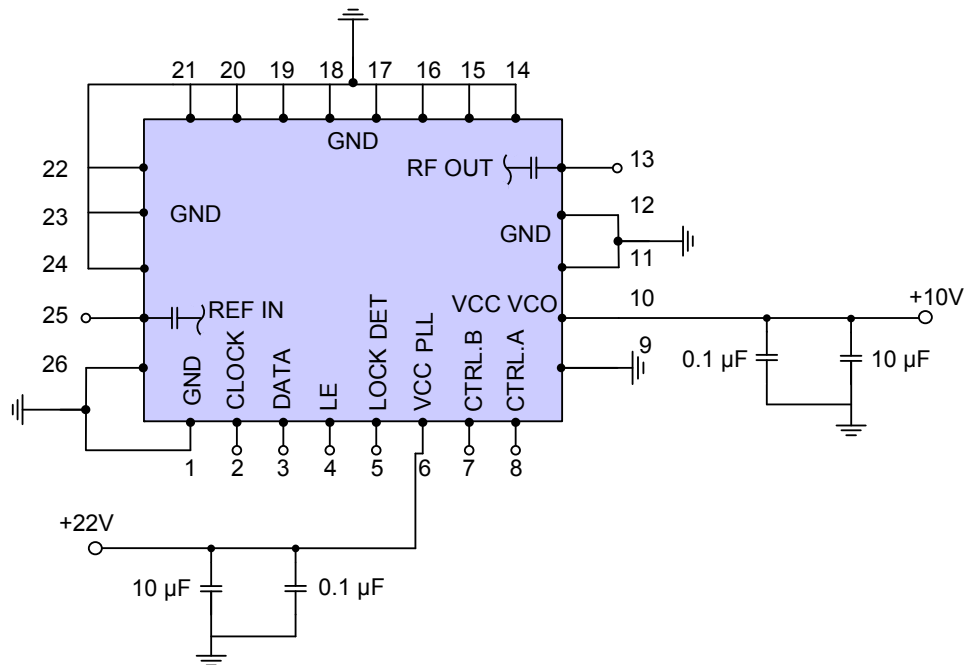 21 20 19 18 17 16 15 14
GND
RF OUT
13
22
23
GND
12
GND
11
24
25
REF IN
VCC VCO
10
+10V
26
9
0.1 µF
10 µF
GND
CLOCK
DATA
LE
LOCK DET
VCC PLL
CTRL.B
CTRL.A
1 2 3 4 5 6 7 8
+22V
10 µF
0.1 µF